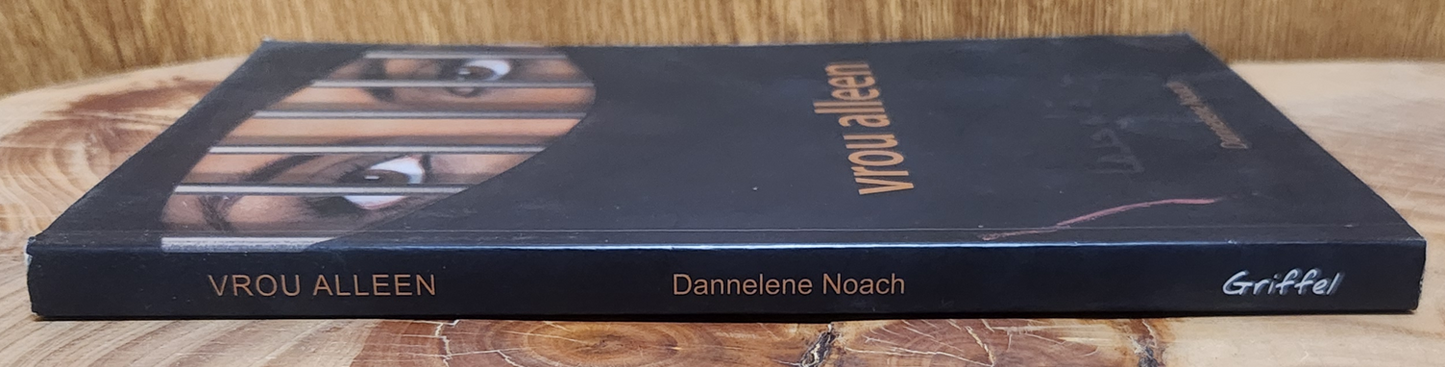 vrou alleen
VROU ALLEEN
Dannelene Noach
Griffel